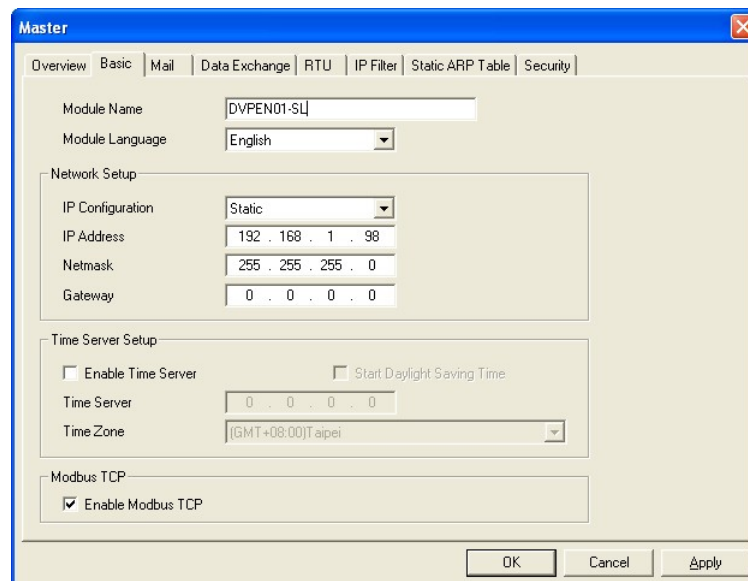 Master
Overview Basic Mail Data Exchange RTU IP Filter Static ARP Table Security
Module Name DVPEN01-SL
Module Language English
Network Setup
IP Configuration Static
IP Address 192 . 168 . 1 . 98
Netmask 255 . 255 . 255 . 0
Gateway 0 . 0 . 0 . 0
Time Server Setup
Enable Time Server Start Daylight Saving Time
Time Server 0 . 0 . 0 . 0
Time Zone (GMT+08:00)Taipei
Modbus TCP
Enable Modbus TCP
OK Cancel Apply